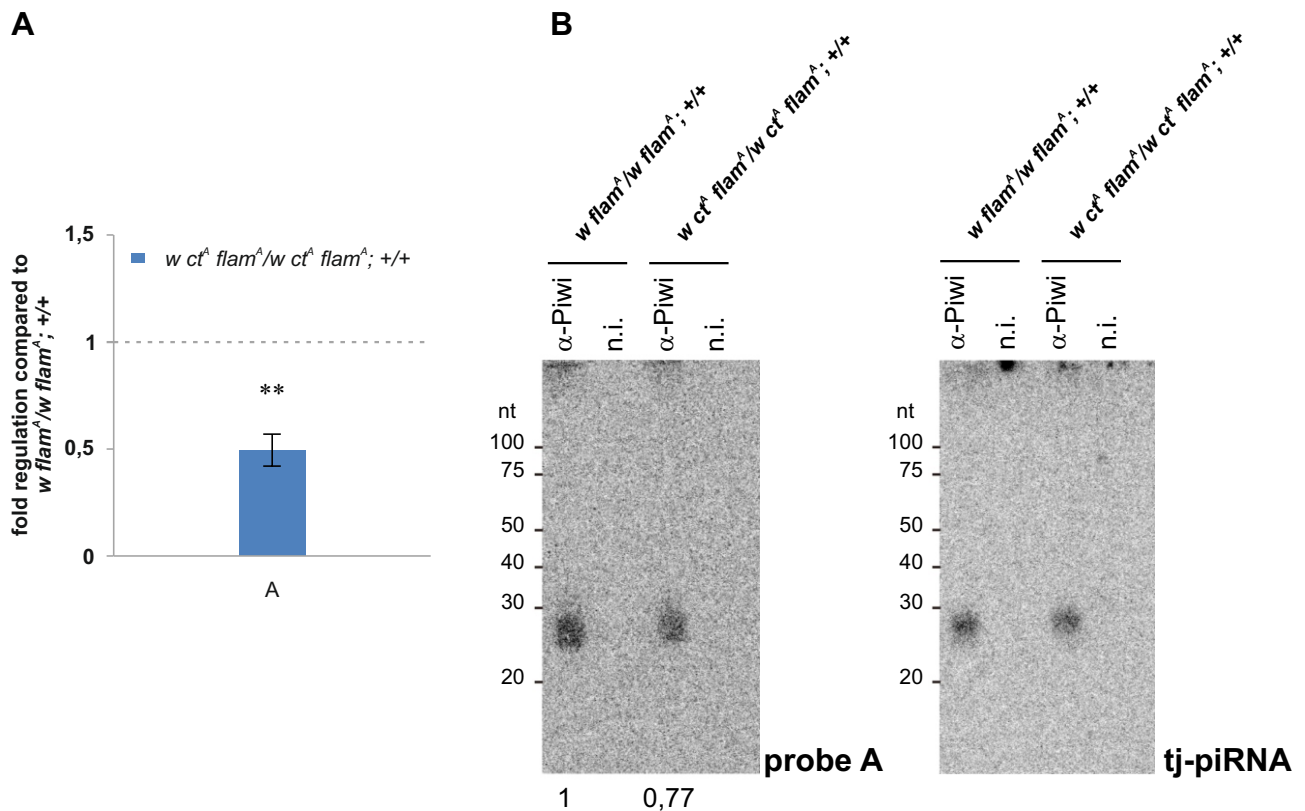 A
B
1,5
1
0,5
0
fold regulation compared to
w flam^A/w flam^A; +/+
w ct^A flam^A/w ct^A flam^A; +/+
**
A
w flam^A/w flam^A; +/+
w ct^A flam^A/w ct^A flam^A; +/+
α-Piwi
n.i.
α-Piwi
n.i.
nt
100
75
50
40
30
20
probe A
1
0,77
w flam^A/w flam^A; +/+
w ct^A flam^A/w ct^A flam^A; +/+
α-Piwi
n.i.
α-Piwi
n.i.
nt
100
75
50
40
30
20
tj-piRNA